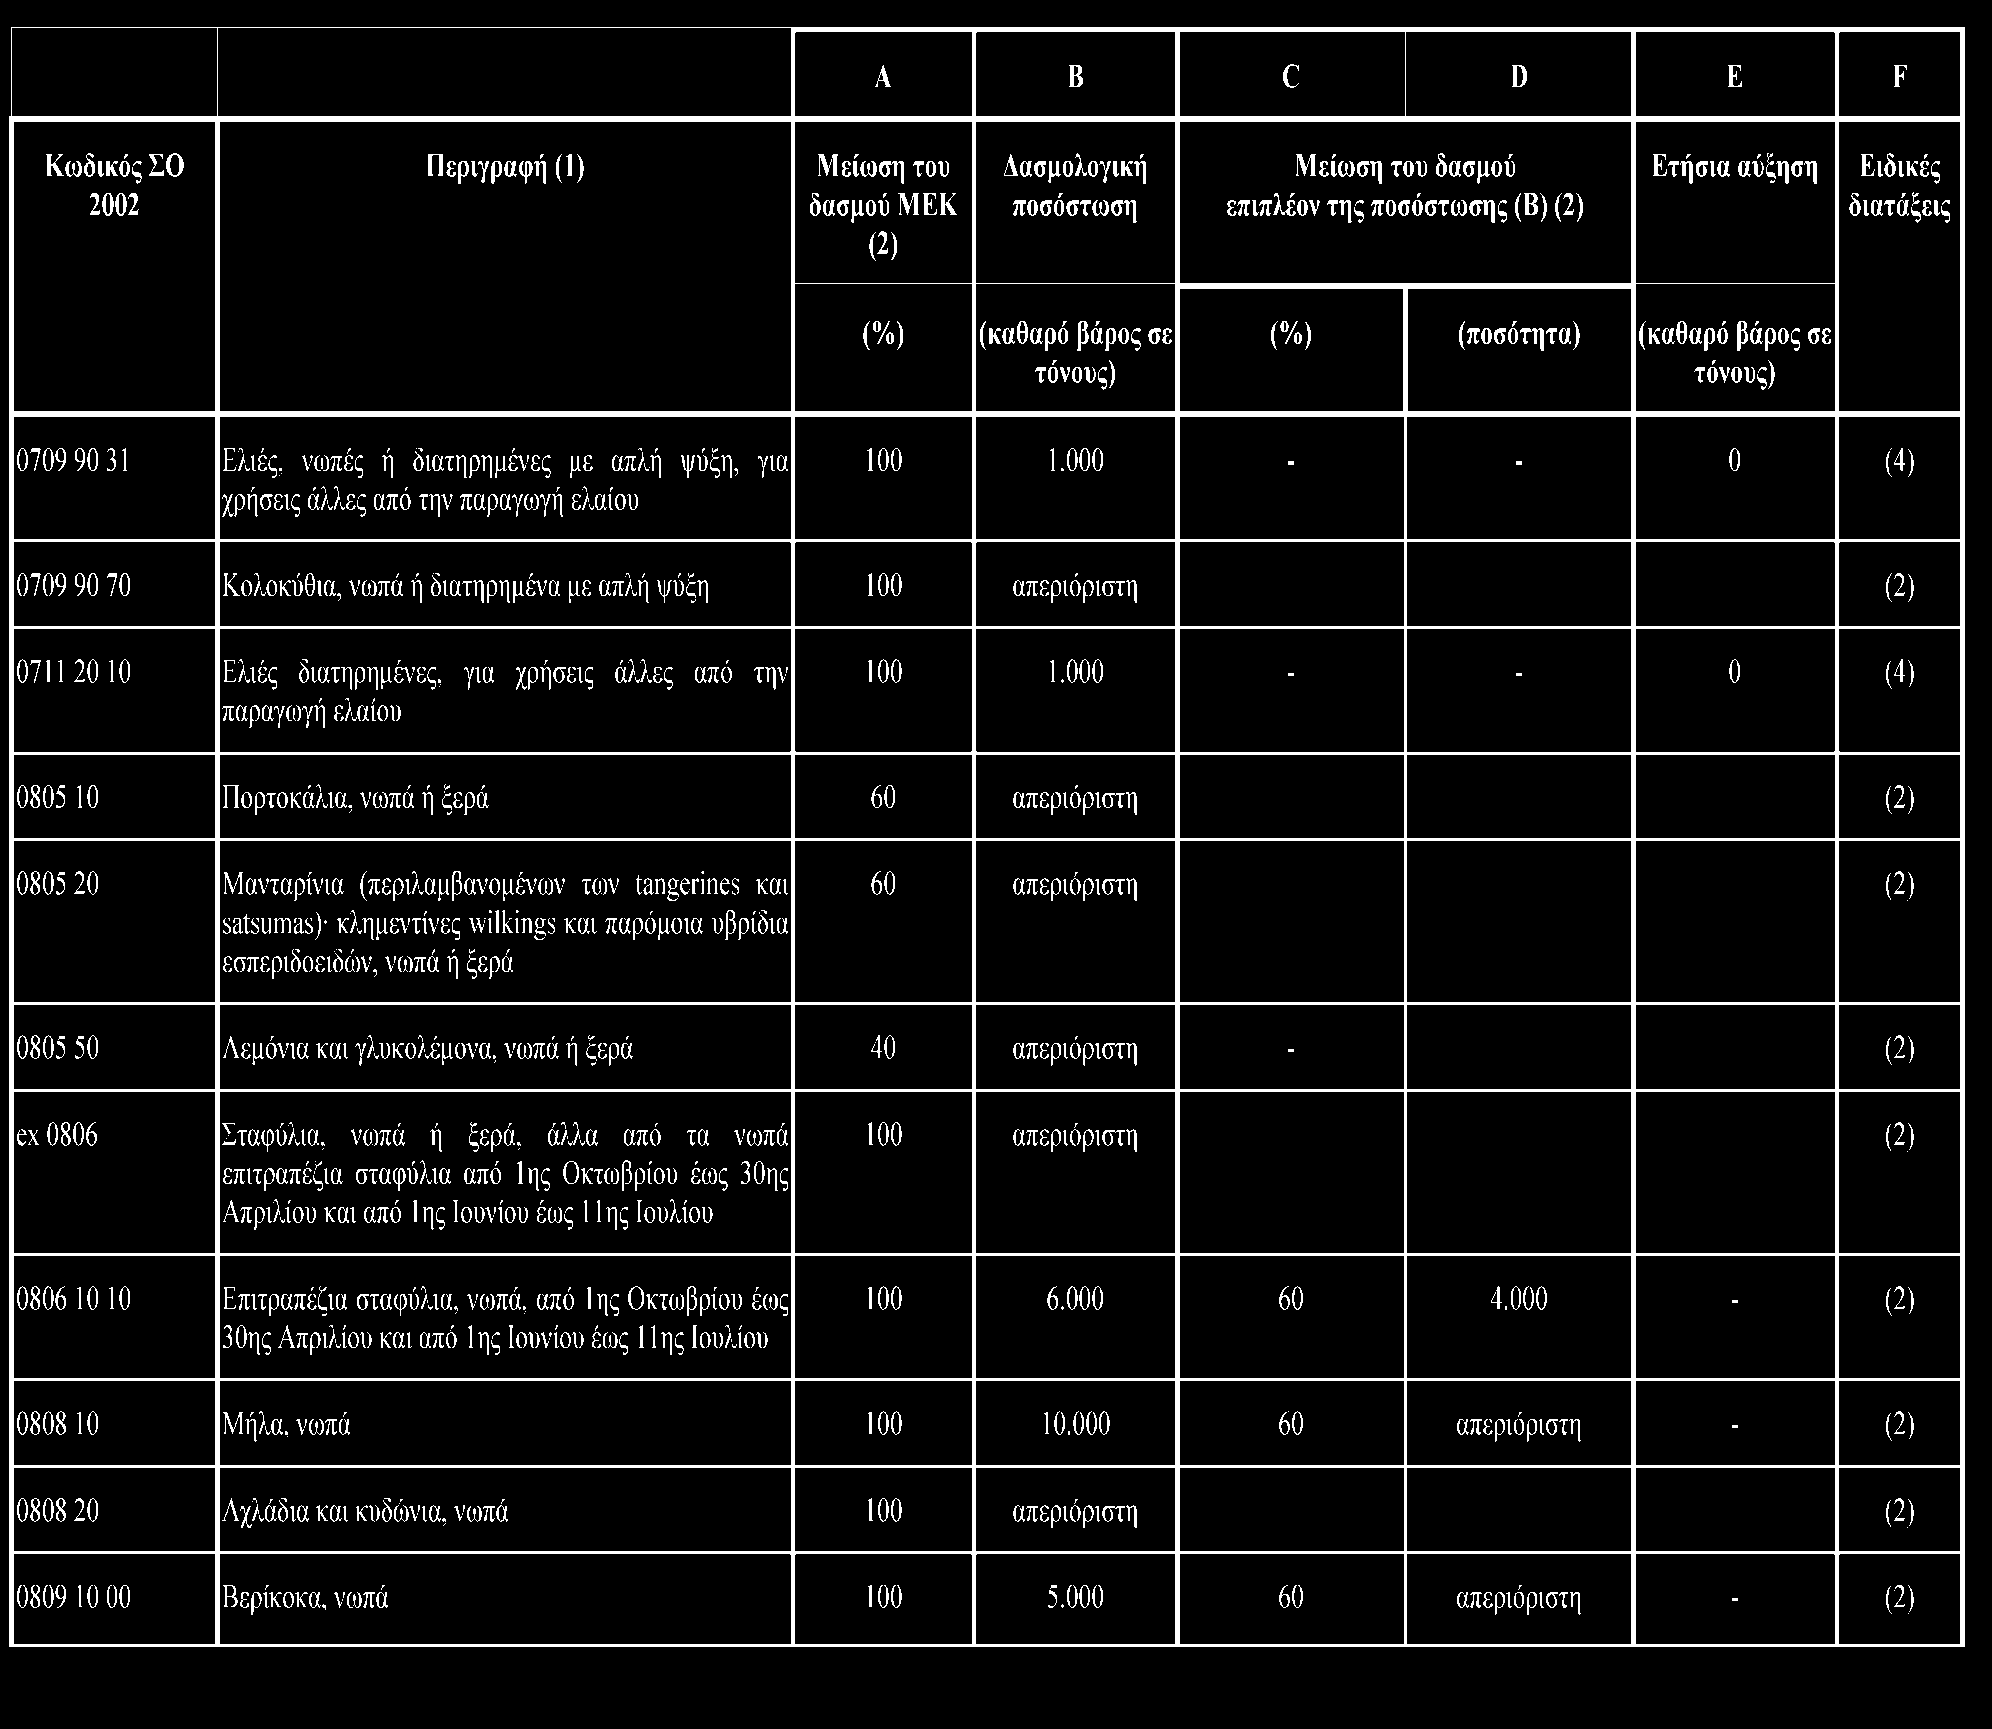 A B C D E F
Κωδικός ΣΟ 2002 Περιγραφή (1) Μείωση του δασμού ΜΕΚ (2) Δασμολογική ποσόστωση Μείωση του δασμού επιπλέον της ποσόστωσης (Β) (2) Ετήσια αύξηση Ειδικές διατάξεις
(%) (καθαρό βάρος σε τόνους) (%) (ποσότητα) (καθαρό βάρος σε τόνους)
0709 90 31 Ελιές, νωπές ή διατηρημένες με απλή ψύξη, για 100 1.000 - - 0 (4)
χρήσεις άλλες από την παραγωγή ελαίου
0709 90 70 Κολοκύθια, νωπά ή διατηρημένα με απλή ψύξη 100 απεριόριστη (2)
0711 20 10 Ελιές διατηρημένες, για χρήσεις άλλες από την 100 1.000 - - 0 (4)
παραγωγή ελαίου
0805 10 Πορτοκάλια, νωπά ή ξερά 60 απεριόριστη (2)
0805 20 Μανταρίνια (περιλαμβανομένων των tangerines και 60 απεριόριστη (2)
satsumas)· κλημεντίνες wilkings και παρόμοια υβρίδια
εσπεριδοειδών, νωπά ή ξερά
0805 50 Λεμόνια και γλυκολέμονα, νωπά ή ξερά 40 απεριόριστη - (2)
ex 0806 Σταφύλια, νωπά ή ξερά, άλλα από τα νωπά 100 απεριόριστη (2)
επιτραπέζια σταφύλια από 1ης Οκτωβρίου έως 30ης
Απριλίου και από 1ης Ιουνίου έως 11ης Ιουλίου
0806 10 10 Επιτραπέζια σταφύλια, νωπά, από 1ης Οκτωβρίου έως 100 6.000 60 4.000 - (2)
30ης Απριλίου και από 1ης Ιουνίου έως 11ης Ιουλίου
0808 10 Μήλα, νωπά 100 10.000 60 απεριόριστη - (2)
0808 20 Αχλάδια και κυδώνια, νωπά 100 απεριόριστη (2)
0809 10 00 Βερίκοκα, νωπά 100 5.000 60 απεριόριστη - (2)